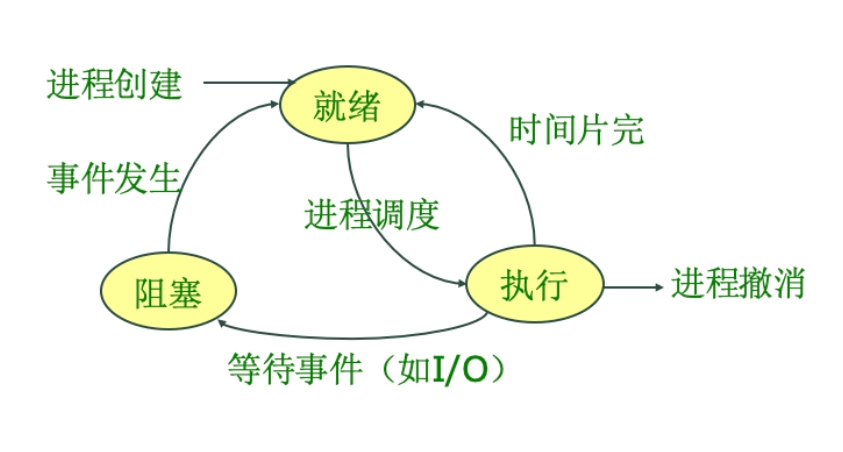 进程创建
就绪
时间片完
事件发生
进程调度
阻塞
执行
进程撤消
等待事件（如I/O）